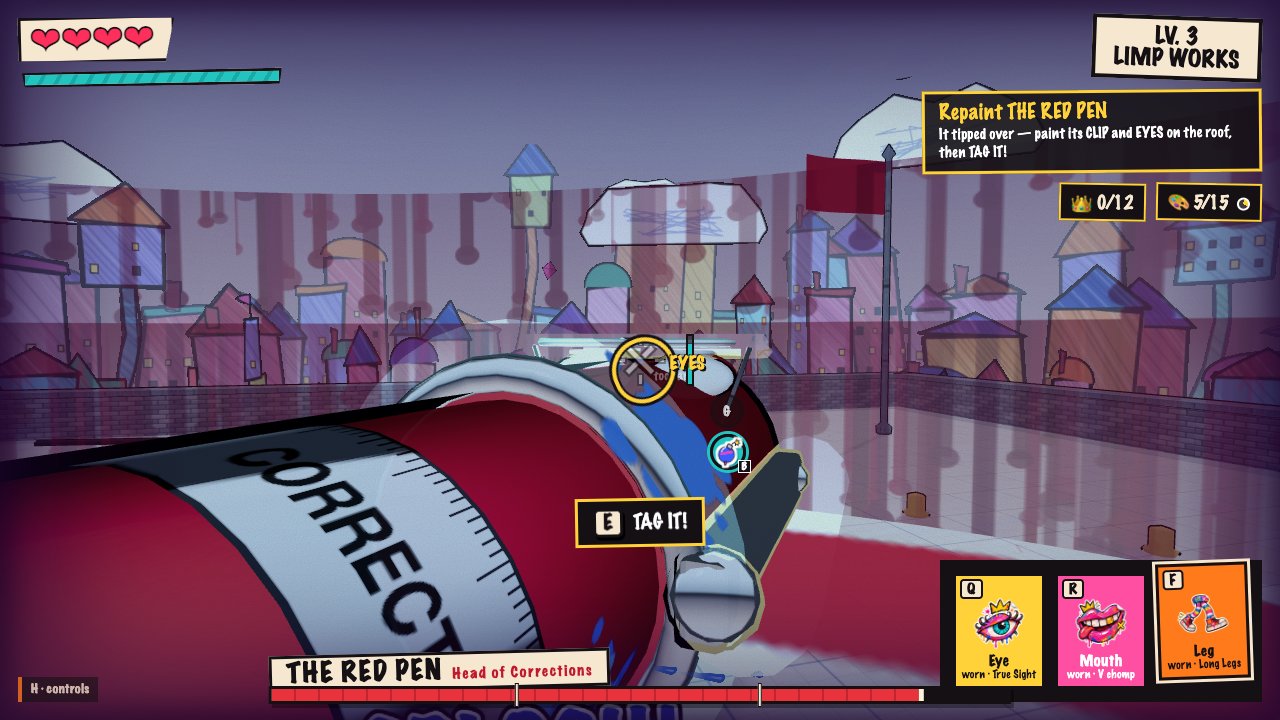 LV. 3
LIMP WORKS
Repaint THE RED PEN
It tipped over — paint its CLIP and EYES on the roof,
then TAG IT!
0/12
5/15
EYES
G
B
E TAG IT!
CORRECT
Q
Eye
worn · True Sight
R
Mouth
worn · V chomp
F
Leg
worn · Long Legs
THE RED PEN Head of Corrections
H · controls